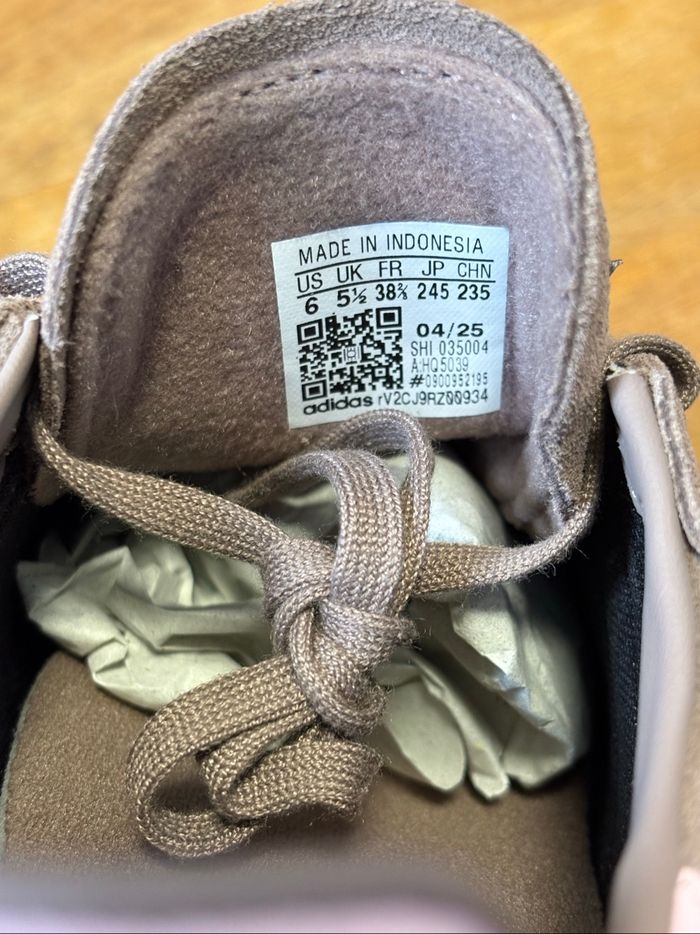 MADE IN INDONESIA
US UK FR JP CHN
6 5½ 38⅔ 245 235
04/25
SHI 035004
A:HQ5039
#0900952195
adidas rV2CJ9RZ00934